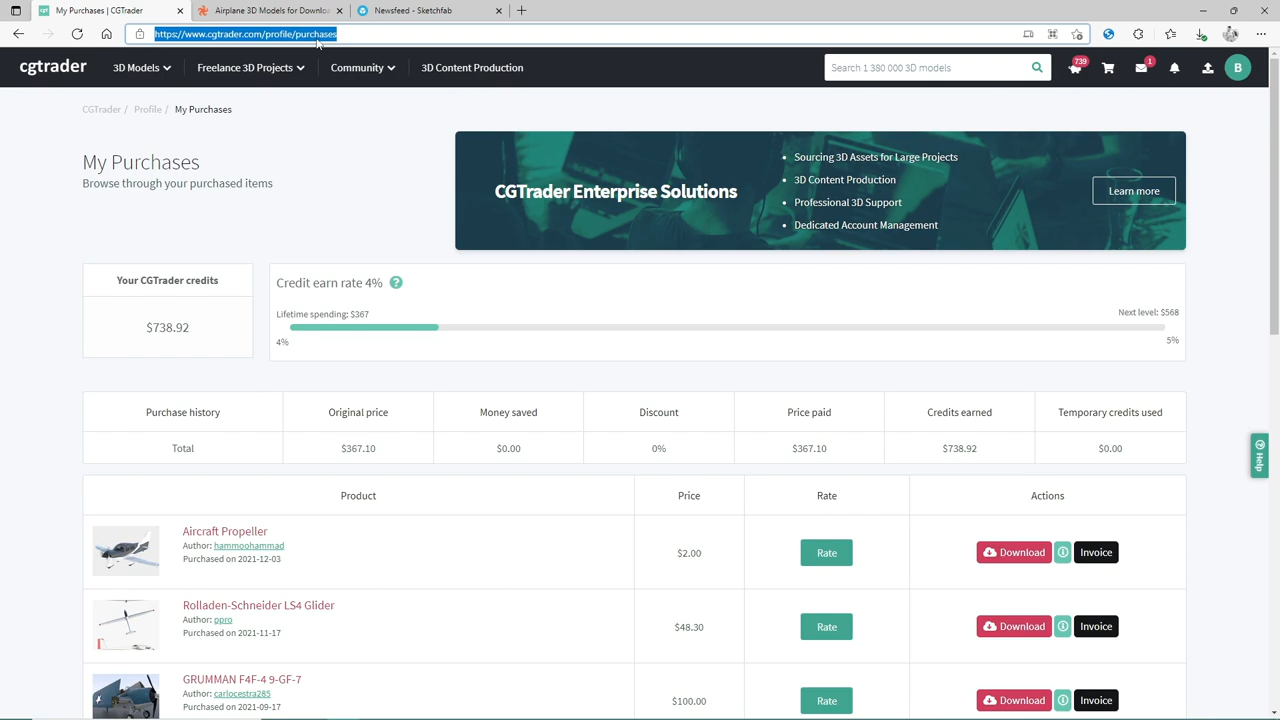 My Purchases | CGTrader
Airplane 3D Models for Downlo
Newsfeed - Sketchfab
https://www.cgtrader.com/profile/purchases
cgtrader
3D Models
Freelance 3D Projects
Community
3D Content Production
Search 1 380 000 3D models
739
1
B
CGTrader / Profile / My Purchases
My Purchases
Browse through your purchased items
CGTrader Enterprise Solutions
Sourcing 3D Assets for Large Projects
3D Content Production
Professional 3D Support
Dedicated Account Management
Learn more
Your CGTrader credits
$738.92
Credit earn rate 4% ?
Lifetime spending: $367
Next level: $568
4%
5%
Purchase history Original price Money saved Discount Price paid Credits earned Temporary credits used
Total $367.10 $0.00 0% $367.10 $738.92 $0.00
Help
Product Price Rate Actions
Aircraft Propeller
Author: hammoohammad
Purchased on 2021-12-03
$2.00
Rate
Download
Invoice
Rolladen-Schneider LS4 Glider
Author: ppro
Purchased on 2021-11-17
$48.30
Rate
Download
Invoice
GRUMMAN F4F-4 9-GF-7
Author: carlocestra285
Purchased on 2021-09-17
$100.00
Rate
Download
Invoice